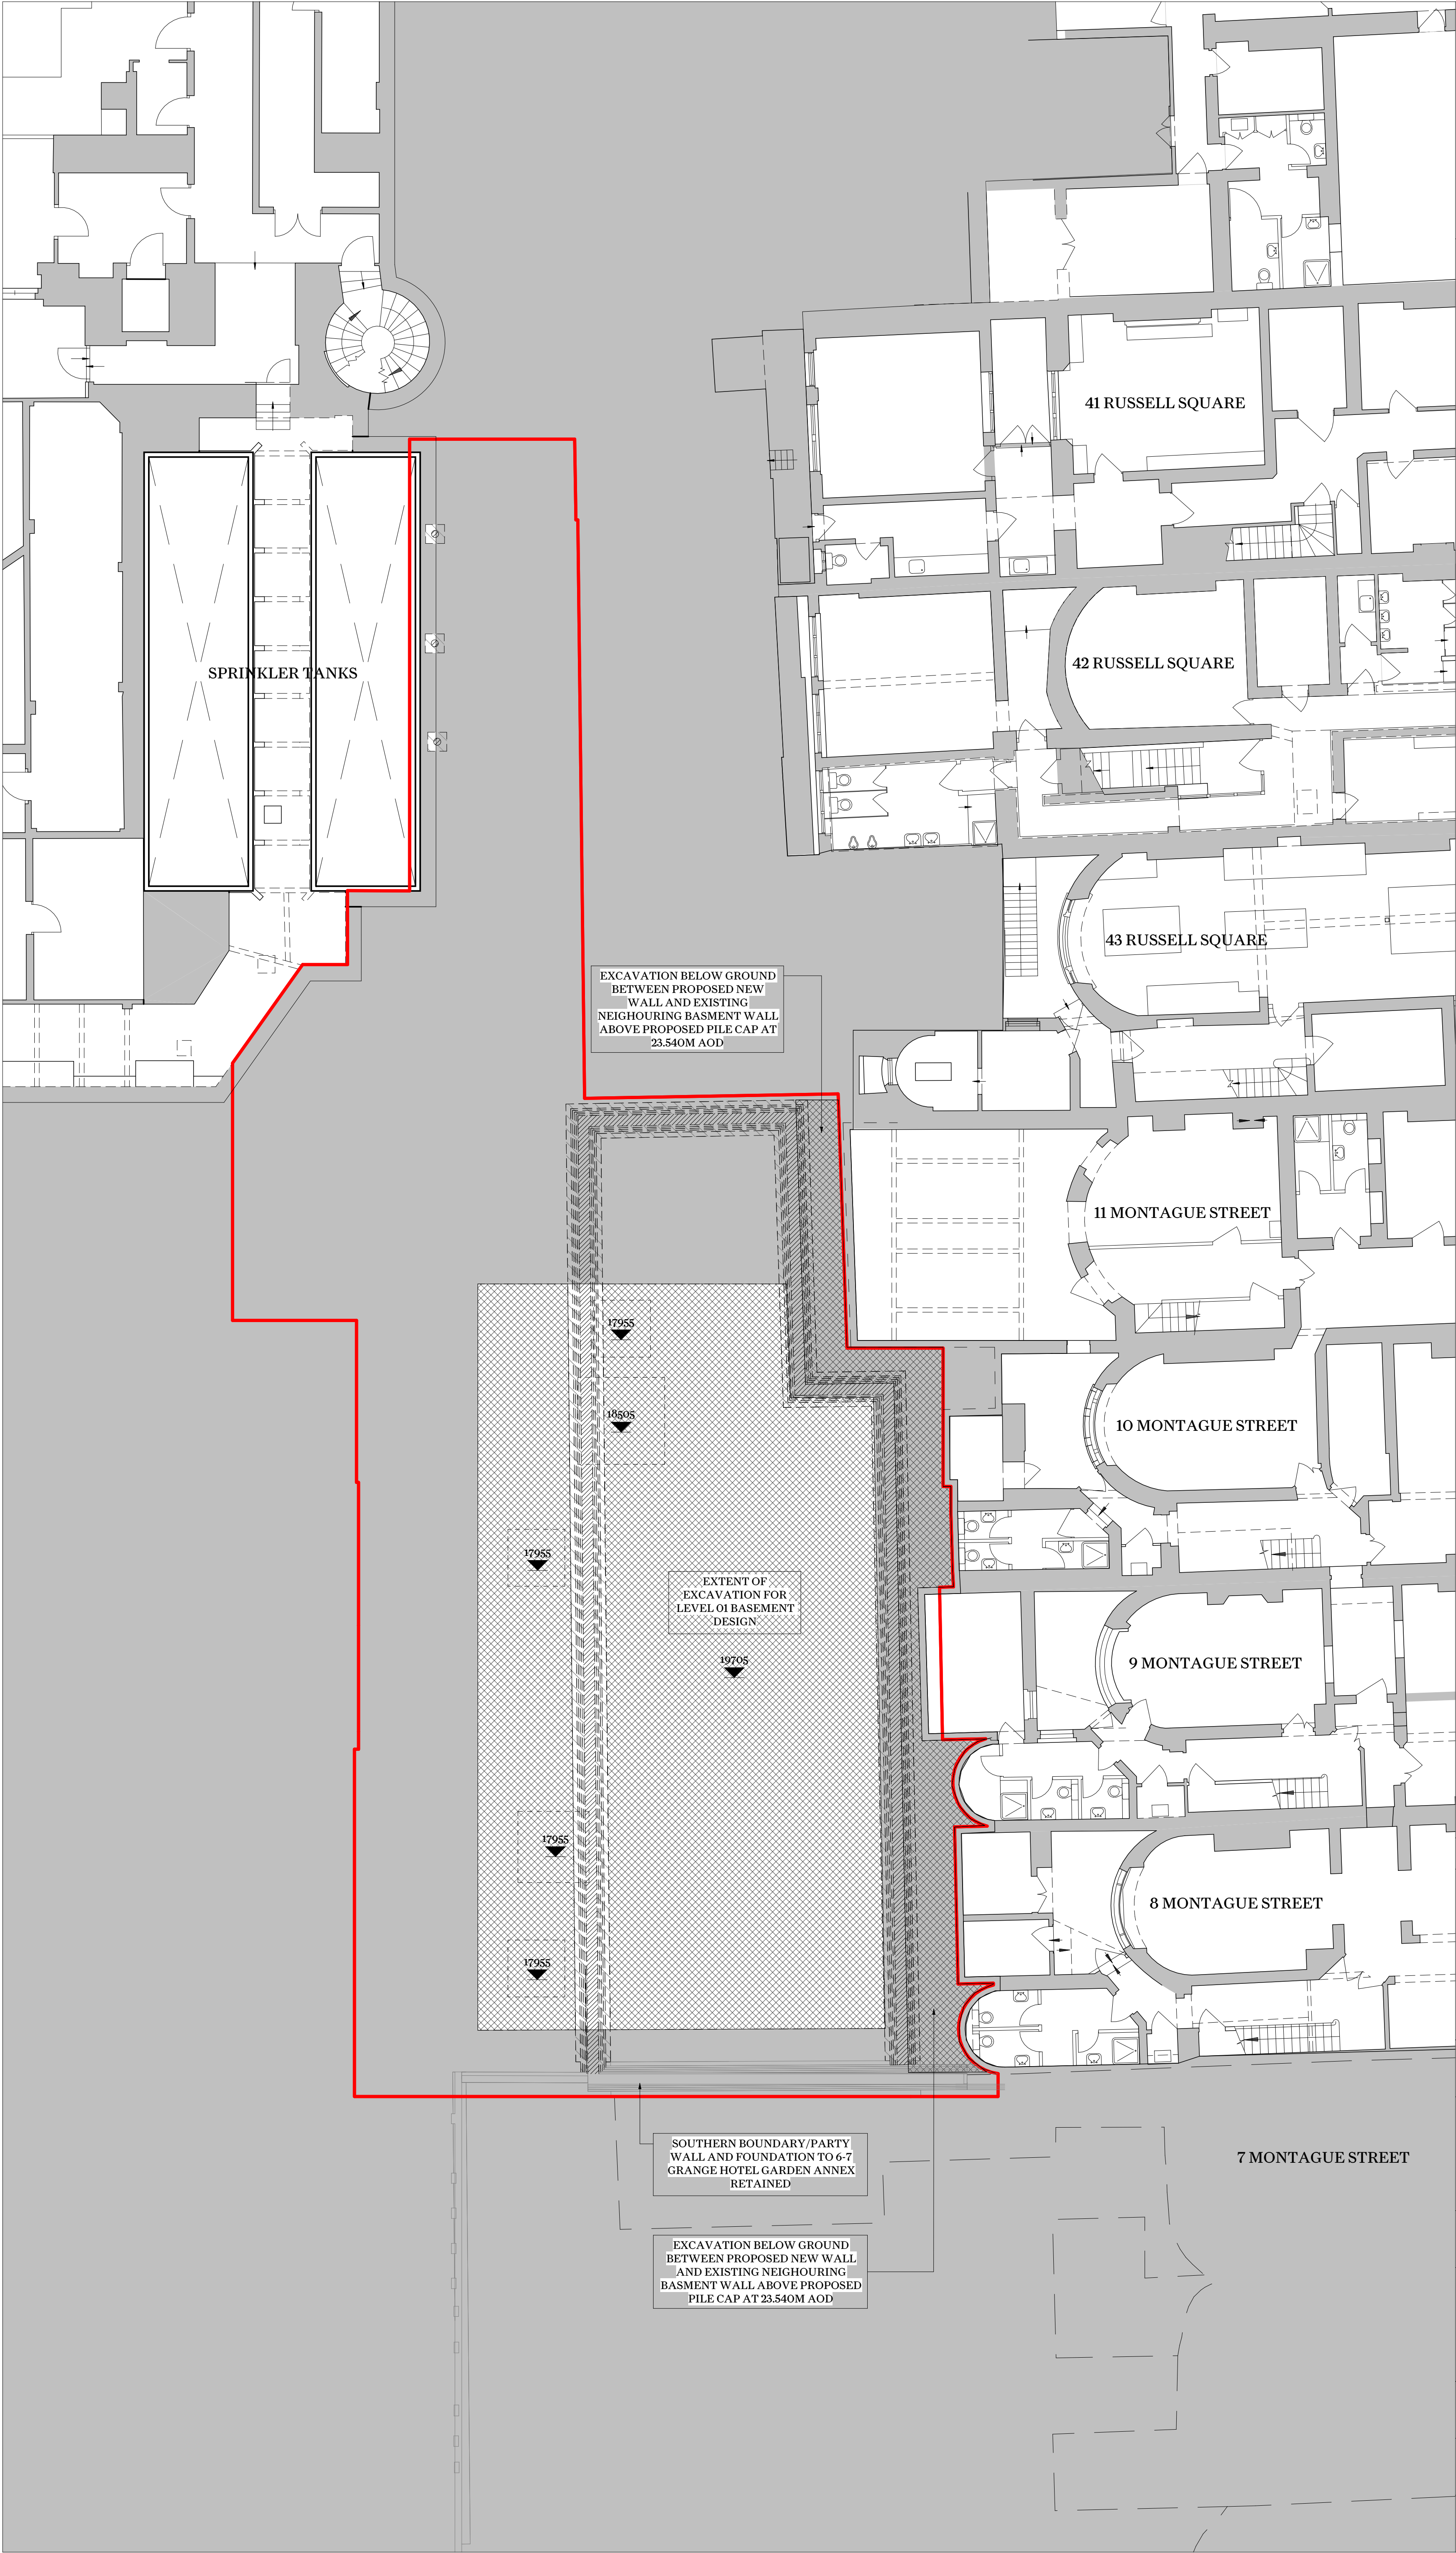 41 RUSSELL SQUARE
42 RUSSELL SQUARE
SPRINKLER TANKS
43 RUSSELL SQUARE
EXCAVATION BELOW GROUND
BETWEEN PROPOSED NEW
WALL AND EXISTING
NEIGHOURING BASMENT WALL
ABOVE PROPOSED PILE CAP AT
23.540M AOD
11 MONTAGUE STREET
17955
18505
10 MONTAGUE STREET
17955
EXTENT OF
EXCAVATION FOR
LEVEL 01 BASEMENT
DESIGN
19705
9 MONTAGUE STREET
17955
8 MONTAGUE STREET
17955
SOUTHERN BOUNDARY/PARTY
WALL AND FOUNDATION TO 6-7
GRANGE HOTEL GARDEN ANNEX
RETAINED
7 MONTAGUE STREET
EXCAVATION BELOW GROUND
BETWEEN PROPOSED NEW WALL
AND EXISTING NEIGHOURING
BASMENT WALL ABOVE PROPOSED
PILE CAP AT 23.540M AOD